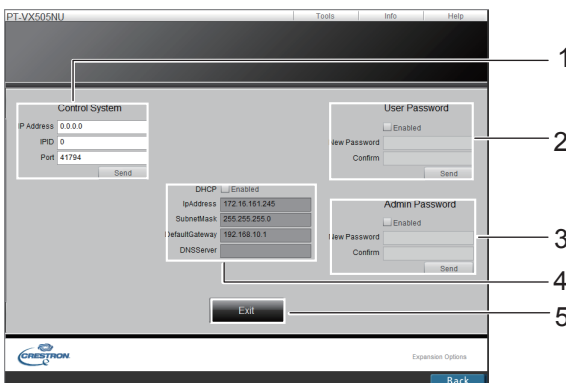 PT-VX505NU
Tools Info Help
1
Control System
IP Address 0.0.0.0
IPID 0
Port 41794
Send
User Password
Enabled
New Password
Confirm
Send
2
DHCP Enabled
IpAddress 172.16.161.245
SubnetMask 255.255.255.0
DefaultGateway 192.168.10.1
DNSServer
Admin Password
Enabled
New Password
Confirm
Send
3
4
Exit
5
CRESTRON
Expansion Options
Back